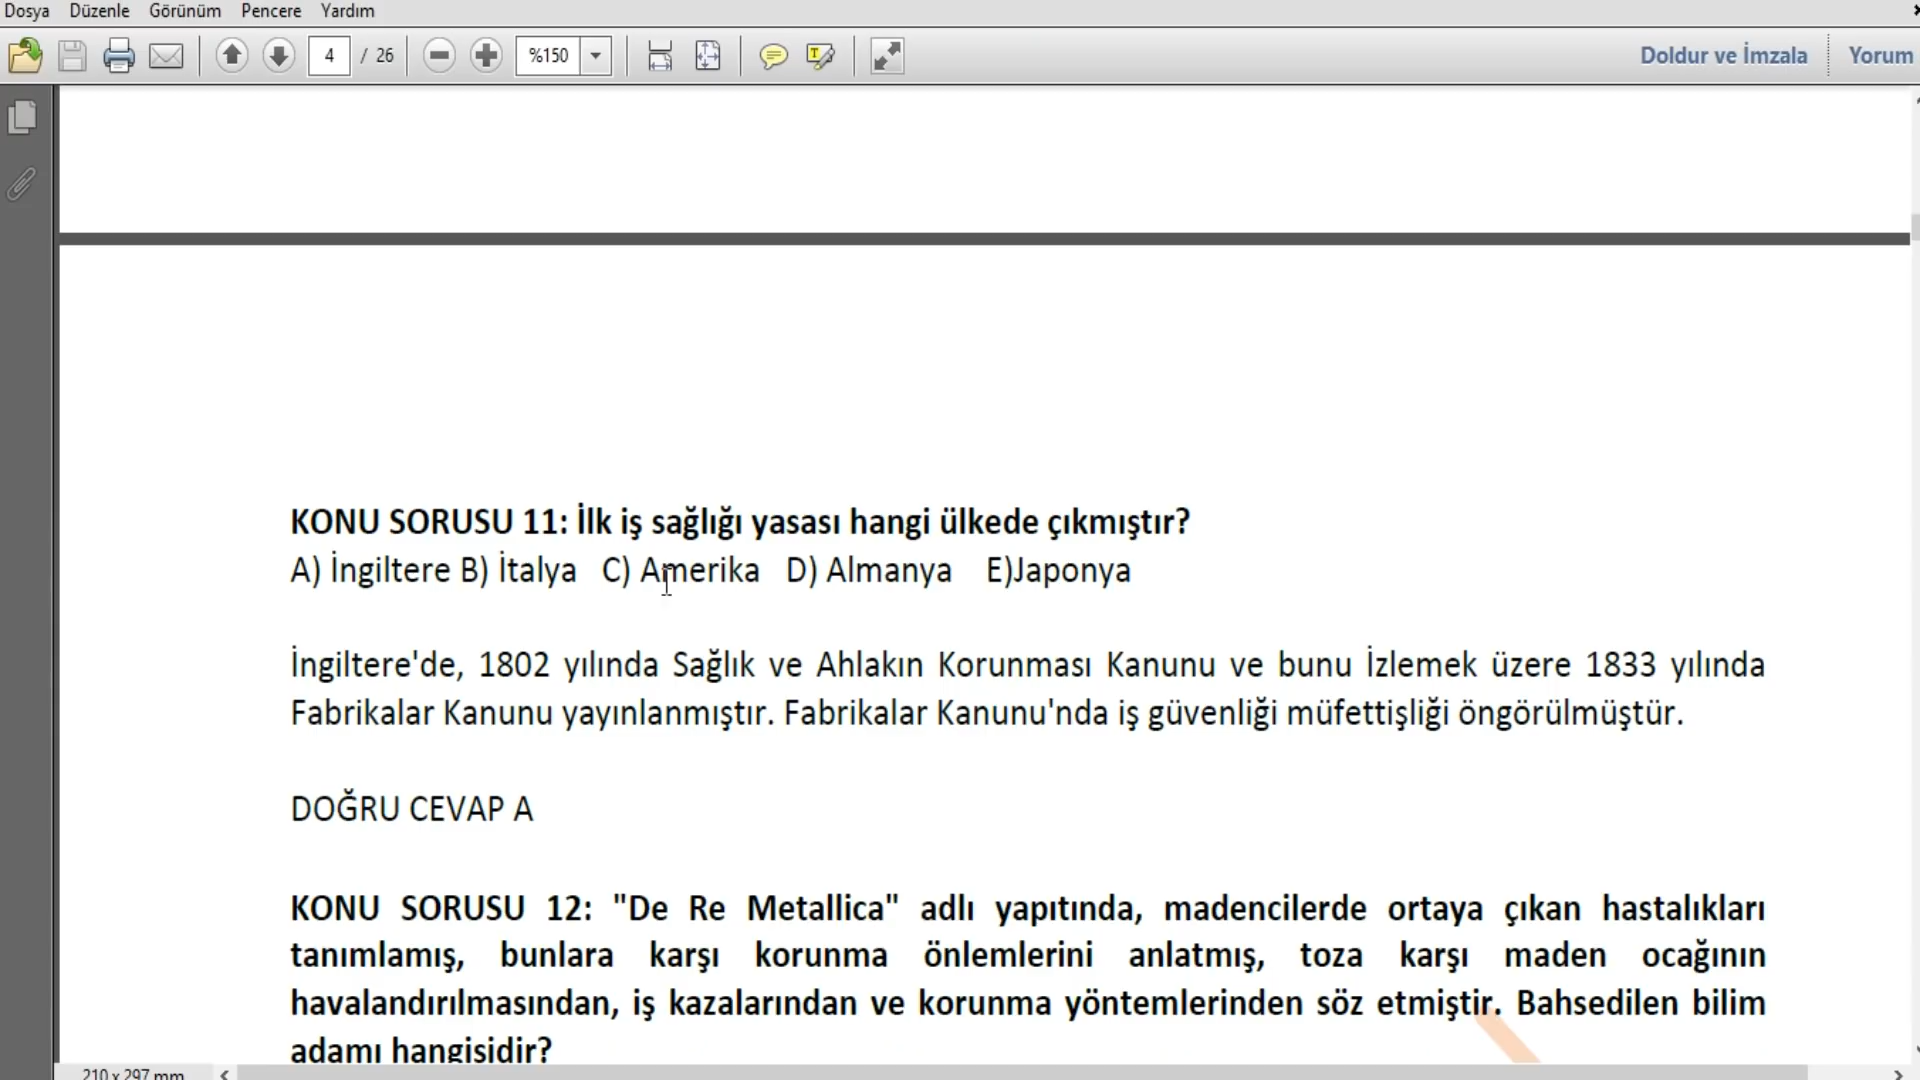 Dosya Düzenle Görünüm Pencere Yardım
4 / 26 %150 Doldur ve İmzala Yorum
KONU SORUSU 11: İlk iş sağlığı yasası hangi ülkede çıkmıştır?
A) İngiltere B) İtalya C) Amerika D) Almanya E)Japonya
İngiltere'de, 1802 yılında Sağlık ve Ahlakın Korunması Kanunu ve bunu İzlemek üzere 1833 yılında
Fabrikalar Kanunu yayınlanmıştır. Fabrikalar Kanunu'nda iş güvenliği müfettişliği öngörülmüştür.
DOĞRU CEVAP A
KONU SORUSU 12: "De Re Metallica" adlı yapıtında, madencilerde ortaya çıkan hastalıkları
tanımlamış, bunlara karşı korunma önlemlerini anlatmış, toza karşı maden ocağının
havalandırılmasından, iş kazalarından ve korunma yöntemlerinden söz etmiştir. Bahsedilen bilim
adamı hangisidir?
210 x 297 mm